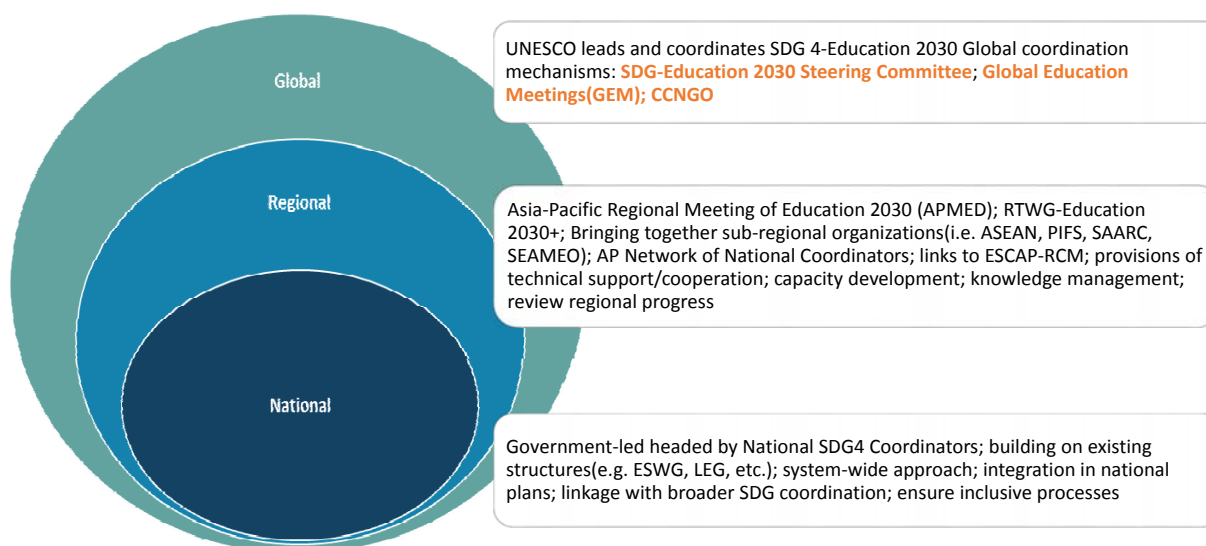 Global
UNESCO leads and coordinates SDG 4-Education 2030 Global coordination
mechanisms: SDG-Education 2030 Steering Committee; Global Education
Meetings(GEM); CCNGO
Regional
Asia-Pacific Regional Meeting of Education 2030 (APMED); RTWG-Education
2030+; Bringing together sub-regional organizations(i.e. ASEAN, PIFS, SAARC,
SEAMEO); AP Network of National Coordinators; links to ESCAP-RCM; provisions of
technical support/cooperation; capacity development; knowledge management;
review regional progress
National
Government-led headed by National SDG4 Coordinators; building on existing
structures(e.g. ESWG, LEG, etc.); system-wide approach; integration in national
plans; linkage with broader SDG coordination; ensure inclusive processes